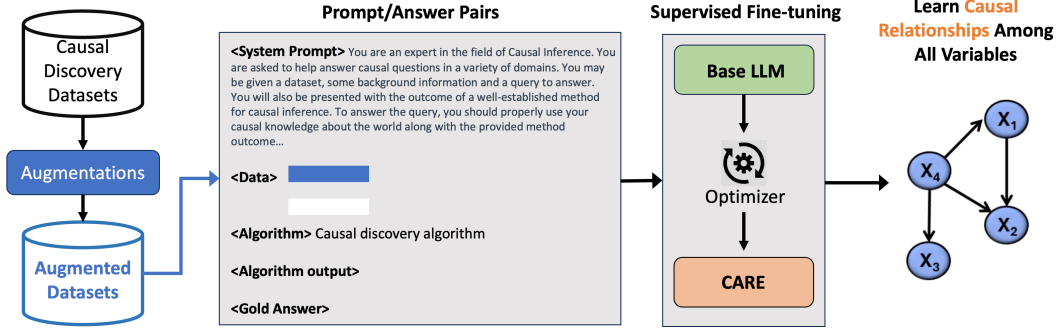 Causal
Discovery
Datasets
Augmentations
Augmented
Datasets
Prompt/Answer Pairs
<System Prompt> You are an expert in the field of Causal Inference. You
are asked to help answer causal questions in a variety of domains. You may
be given a dataset, some background information and a query to answer.
You will also be presented with the outcome of a well-established method
for causal inference. To answer the query, you should properly use your
causal knowledge about the world along with the provided method
outcome...
<Data>
<Algorithm> Causal discovery algorithm
<Algorithm output>
<Gold Answer>
Supervised Fine-tuning
Base LLM
Optimizer
CARE
Learn Causal
Relationships Among
All Variables
X₁
X₄
X₂
X₃